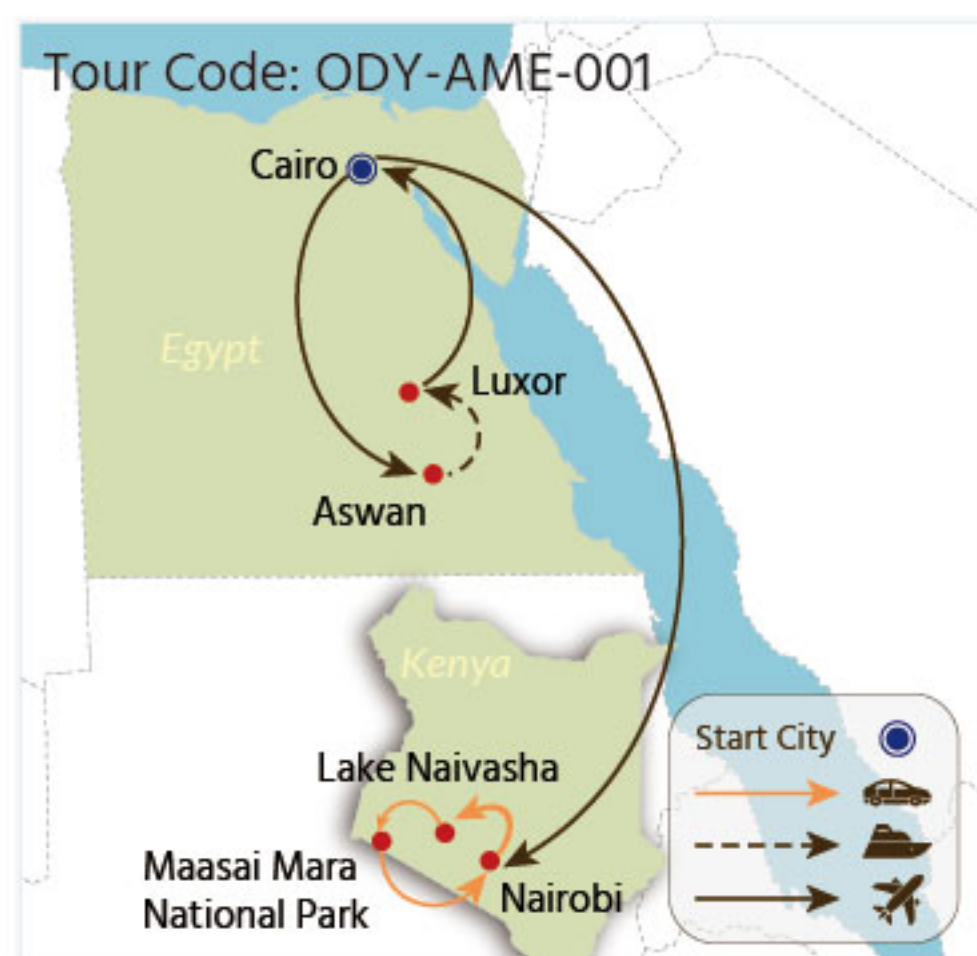 Tour Code: ODY-AME-001
Cairo
Egypt
Luxor
Aswan
Kenya
Lake Naivasha
Maasai Mara
National Park
Nairobi
Start City